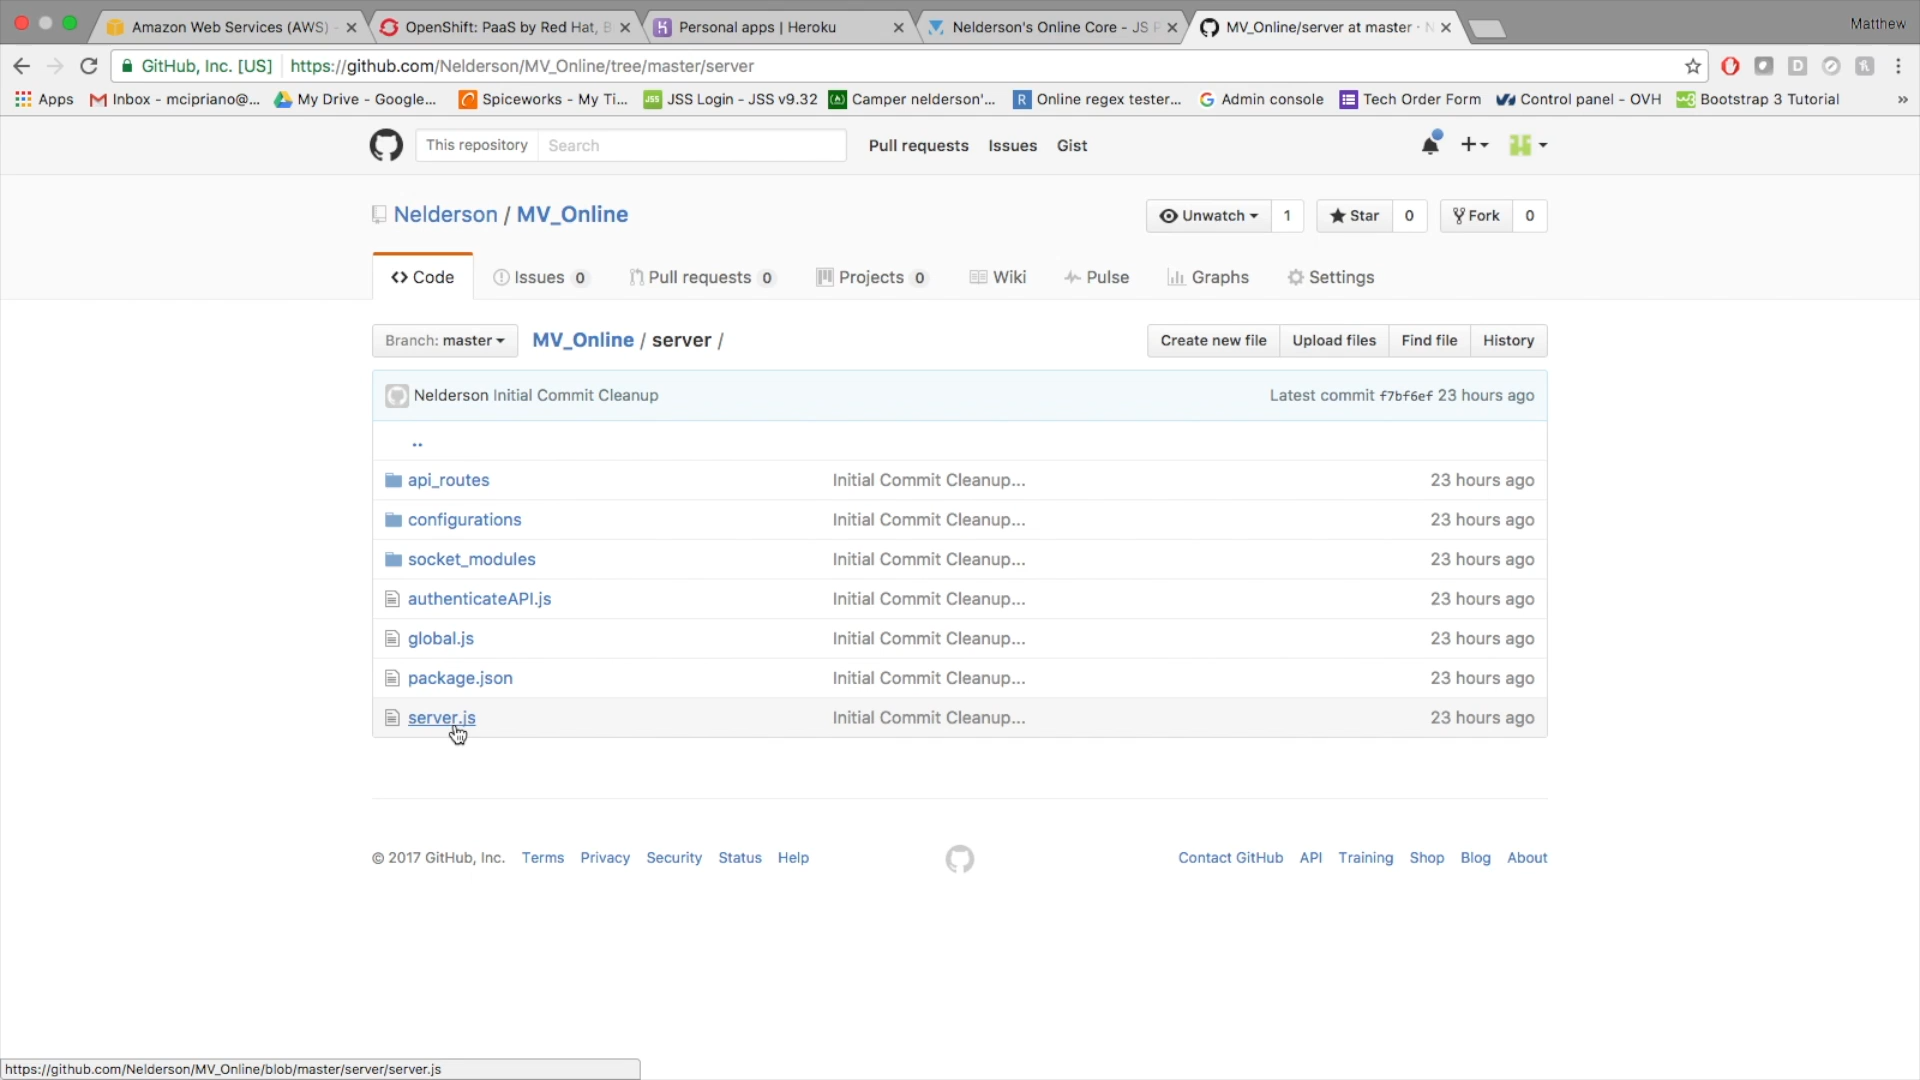 Amazon Web Services (AWS) -
OpenShift: PaaS by Red Hat, B
Personal apps | Heroku
Nelderson's Online Core - JS P
MV_Online/server at master · N
Matthew
GitHub, Inc. [US]
https://github.com/Nelderson/MV_Online/tree/master/server
Apps
Inbox - mcipriano@...
My Drive - Google...
Spiceworks - My Ti...
JSS Login - JSS v9.32
Camper nelderson'...
Online regex tester...
Admin console
Tech Order Form
Control panel - OVH
Bootstrap 3 Tutorial
»
This repository
Search
Pull requests
Issues
Gist
Nelderson / MV_Online
Unwatch
1
Star
0
Fork
0
Code
Issues 0
Pull requests 0
Projects 0
Wiki
Pulse
Graphs
Settings
Branch: master
MV_Online / server /
Create new file
Upload files
Find file
History
Nelderson Initial Commit Cleanup
Latest commit f7bf6ef 23 hours ago
..
api_routes
Initial Commit Cleanup...
23 hours ago
configurations
Initial Commit Cleanup...
23 hours ago
socket_modules
Initial Commit Cleanup...
23 hours ago
authenticateAPI.js
Initial Commit Cleanup...
23 hours ago
global.js
Initial Commit Cleanup...
23 hours ago
package.json
Initial Commit Cleanup...
23 hours ago
server.js
Initial Commit Cleanup...
23 hours ago
© 2017 GitHub, Inc.
Terms
Privacy
Security
Status
Help
Contact GitHub
API
Training
Shop
Blog
About
https://github.com/Nelderson/MV_Online/blob/master/server/server.js